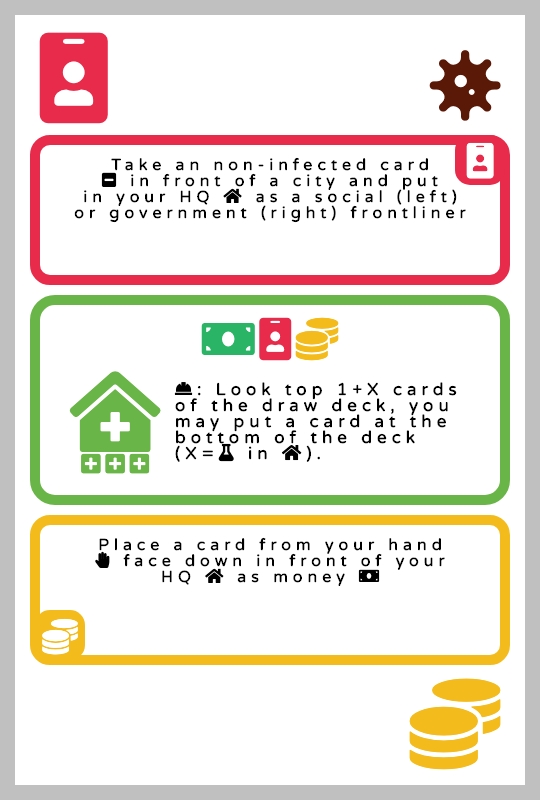 Take an non-infected card
in front of a city and put
in your HQ as a social (left)
or government (right) frontliner
: Look top 1+X cards
of the draw deck, you
may put a card at the
bottom of the deck
(X= in ).
Place a card from your hand
face down in front of your
HQ as money